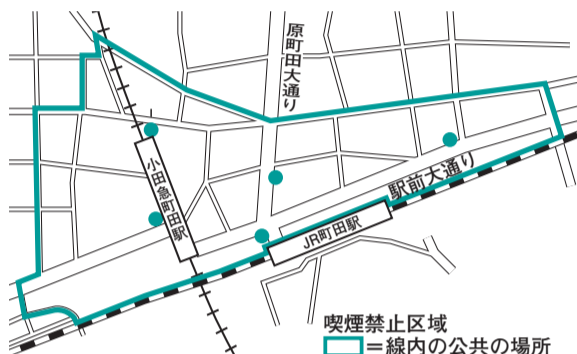 原町田大通り
小田急町田駅
駅前大通り
JR町田駅
喫煙禁止区域
＝線内の公共の場所